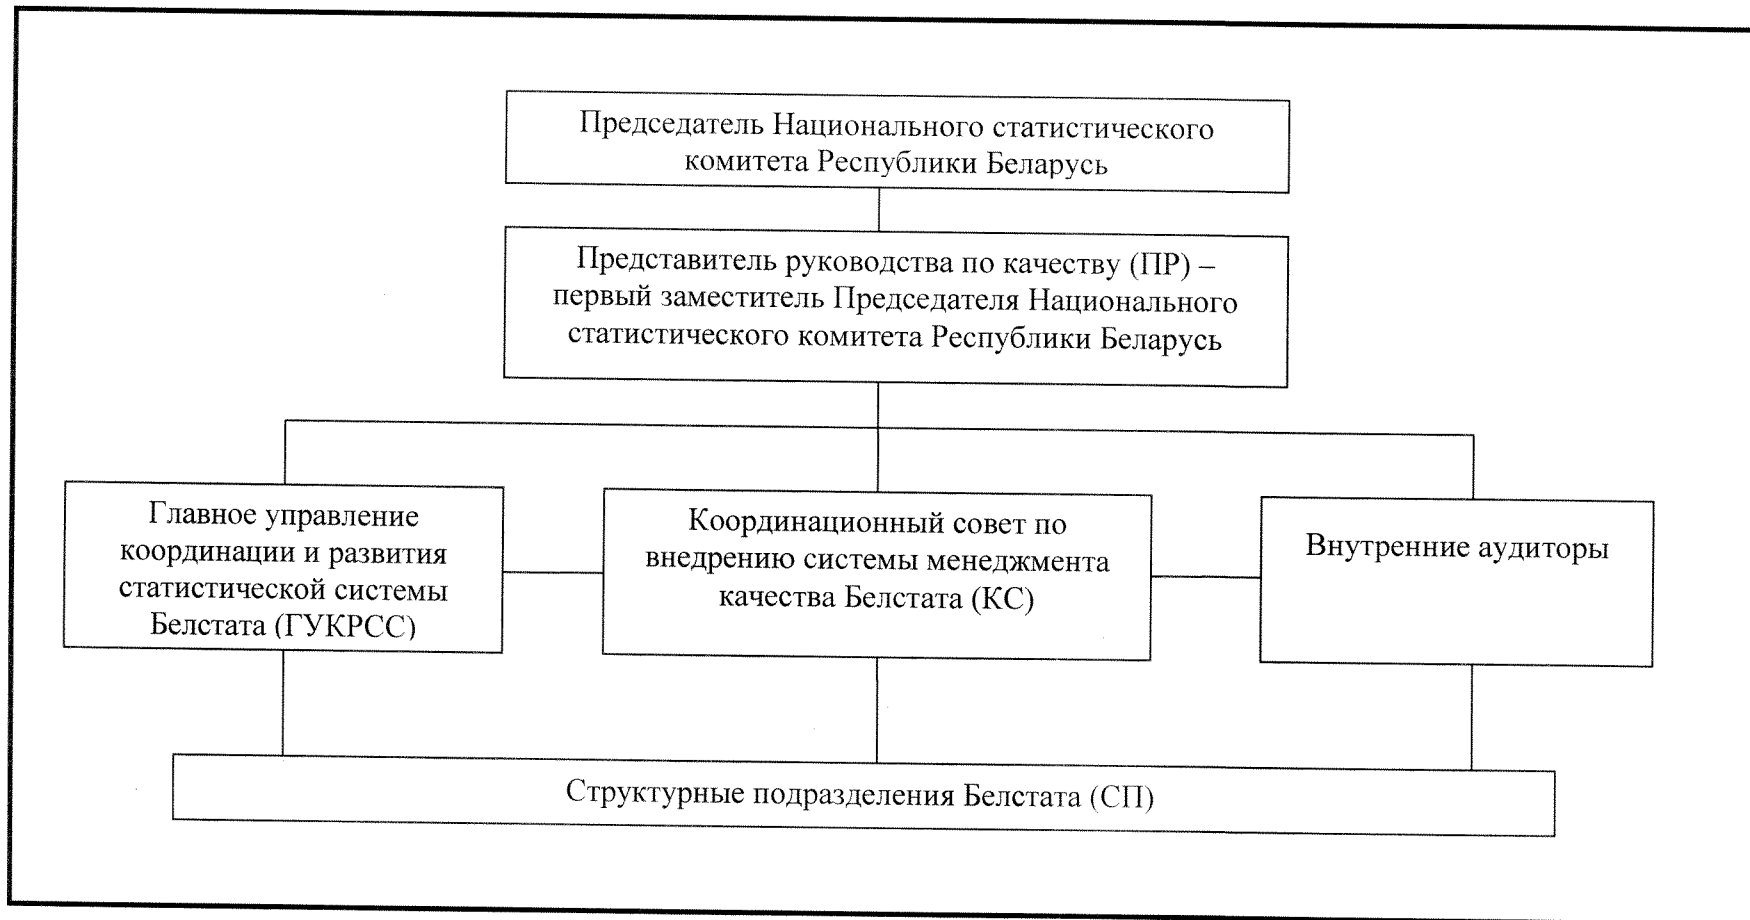 Председатель Национального статистического
комитета Республики Беларусь
Представитель руководства по качеству (ПР) –
первый заместитель Председателя Национального
статистического комитета Республики Беларусь
Главное управление
координации и развития
статистической системы
Белстата (ГУКРСС)
Координационный совет по
внедрению системы менеджмента
качества Белстата (КС)
Внутренние аудиторы
Структурные подразделения Белстата (СП)